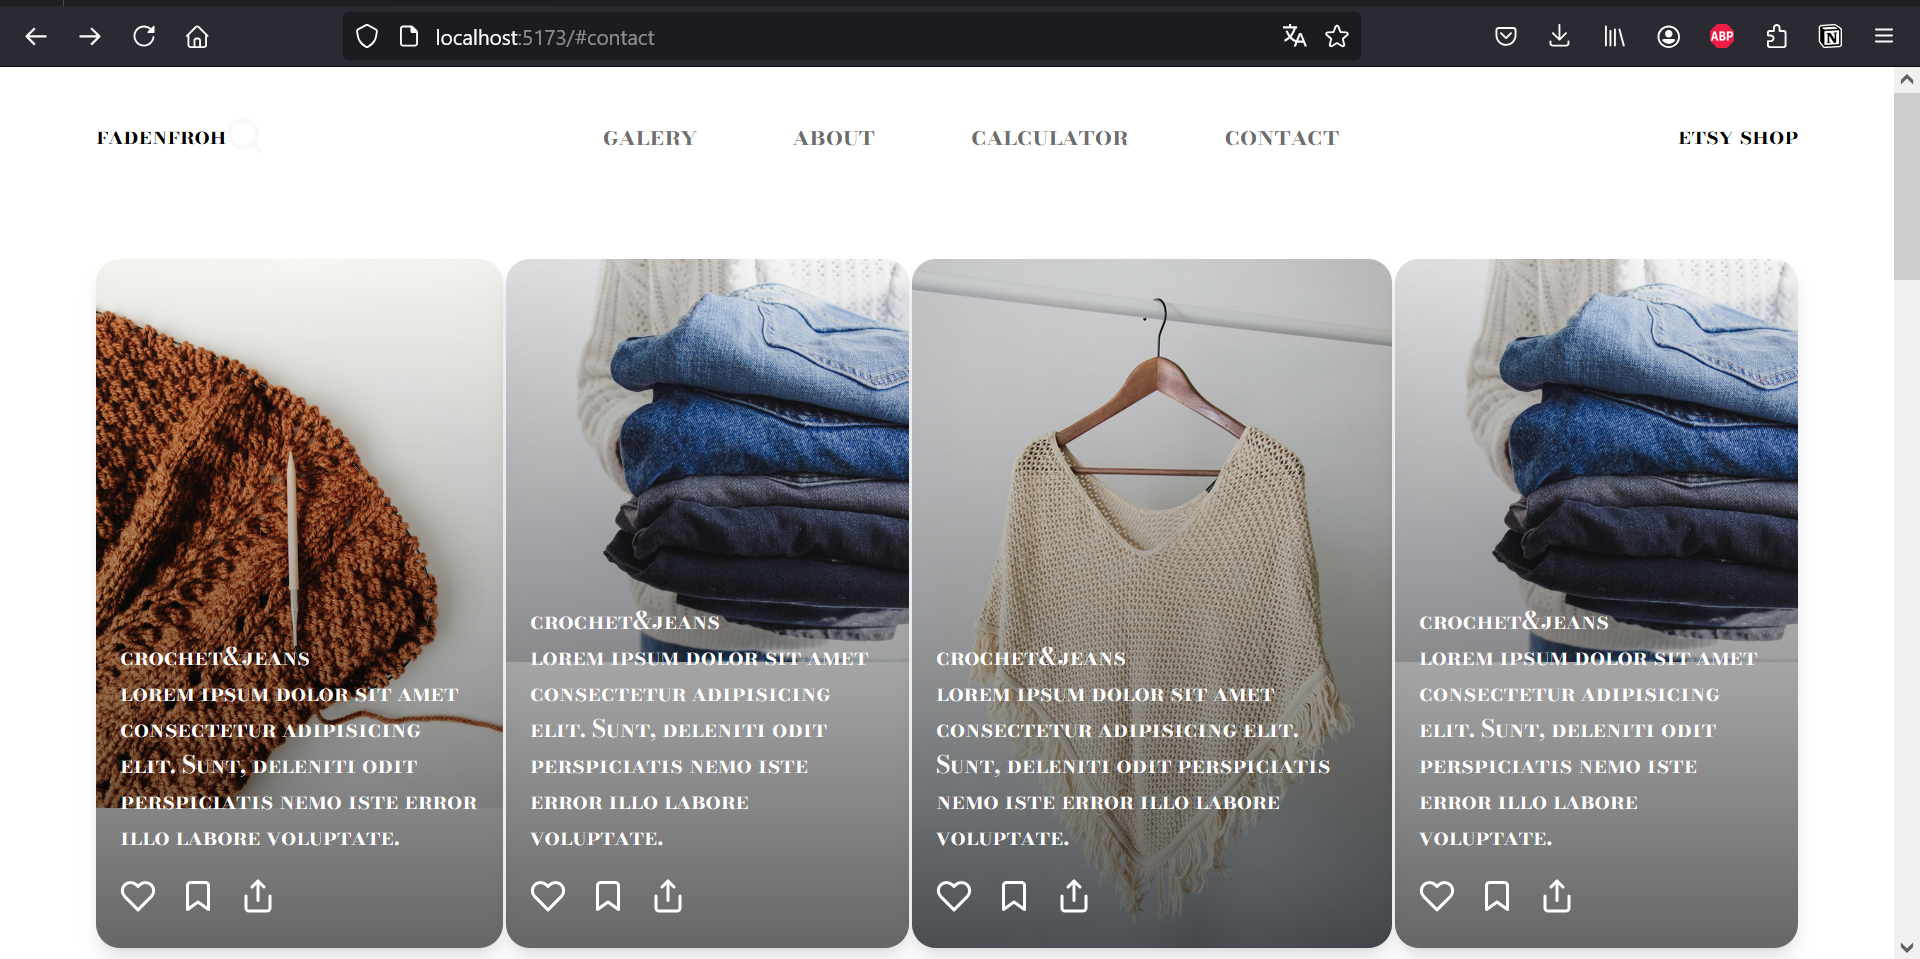 localhost:5173/#contact
ABP
N
FADENFROH
GALERY
ABOUT
CALCULATOR
CONTACT
ETSY SHOP
crochet&jeans
lorem ipsum dolor sit amet
consectetur adipisicing
elit. Sunt, deleniti odit
perspiciatis nemo iste error
illo labore voluptate.
crochet&jeans
lorem ipsum dolor sit amet
consectetur adipisicing
elit. Sunt, deleniti odit
perspiciatis nemo iste
error illo labore
voluptate.
crochet&jeans
lorem ipsum dolor sit amet
consectetur adipisicing elit.
Sunt, deleniti odit perspiciatis
nemo iste error illo labore
voluptate.
crochet&jeans
lorem ipsum dolor sit amet
consectetur adipisicing
elit. Sunt, deleniti odit
perspiciatis nemo iste
error illo labore
voluptate.